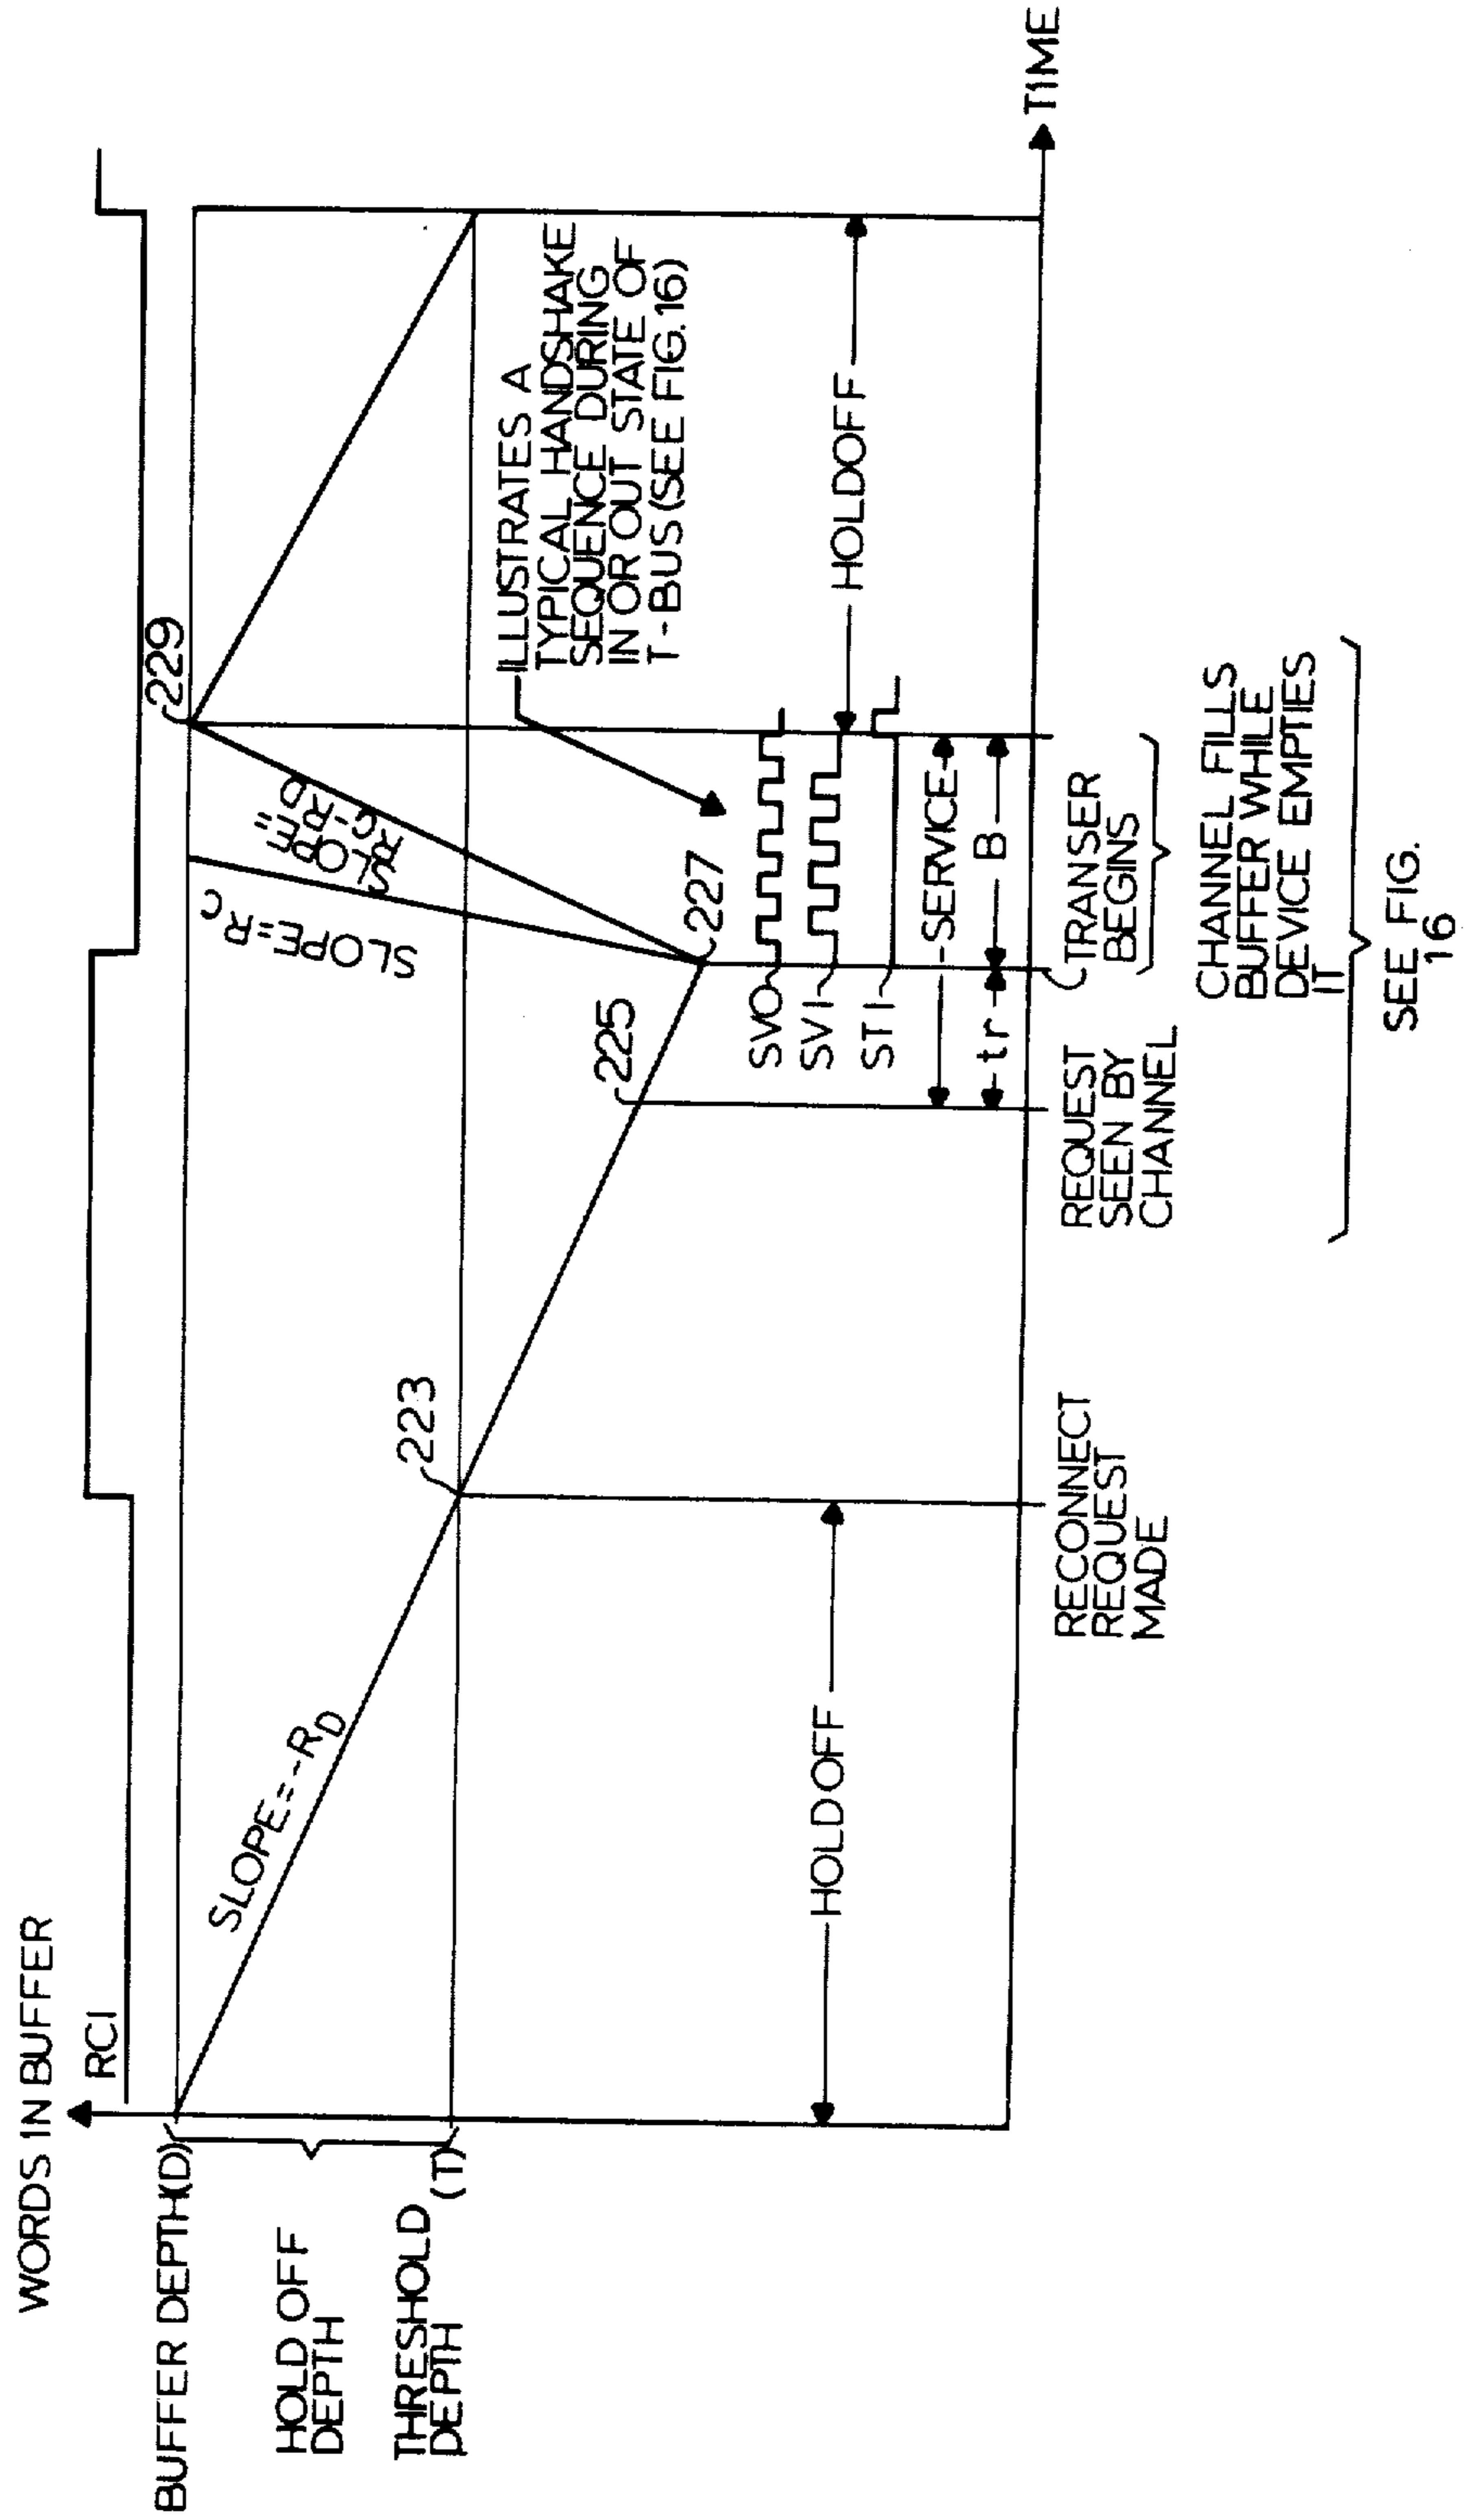 WORDS IN BUFFER
RCI
BUFFER DEPTH(D)
HOLD OFF
DEPTH
THRESHOLD (T)
DEPTH
SLOPE=-RD
223
225
227
229
SLOPE=RC
SLOPE=
RC-RD
ILLUSTRATES A
TYPICAL HANDSHAKE
SEQUENCE DURING
IN OR OUT STATE OF
T-BUS (SEE FIG.16)
SVO
SVI
STI
HOLDOFF
HOLDOFF
SERVICE
tr
B
TIME
RECONNECT
REQUEST
MADE
REQUEST
SEEN BY
CHANNEL
TRANSER
BEGINS
CHANNEL FILLS
BUFFER WHILE
DEVICE EMPTIES
IT
SEE FIG.
16